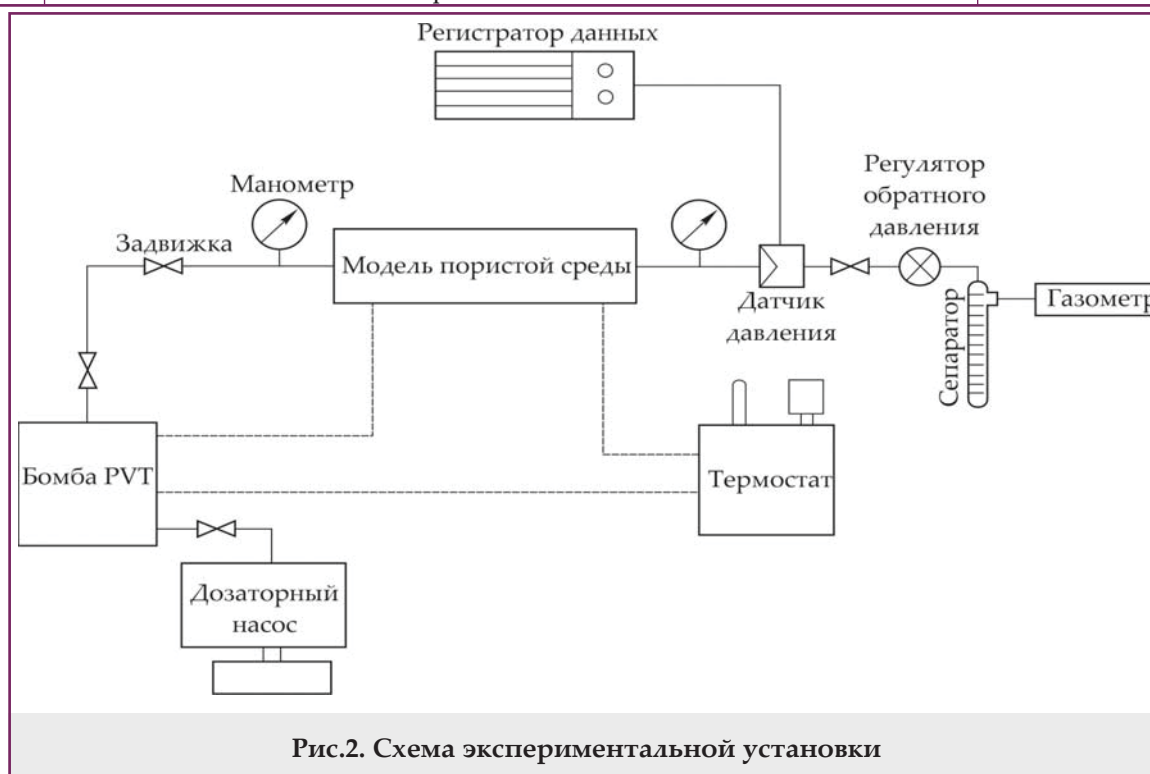 Регистратор данных
Манометр
Задвижка
Модель пористой среды
Регулятор
обратного
давления
Датчик
давления
Сепаратор
Газометр
Бомба PVT
Термостат
Дозаторный
насос
Рис.2. Схема экспериментальной установки